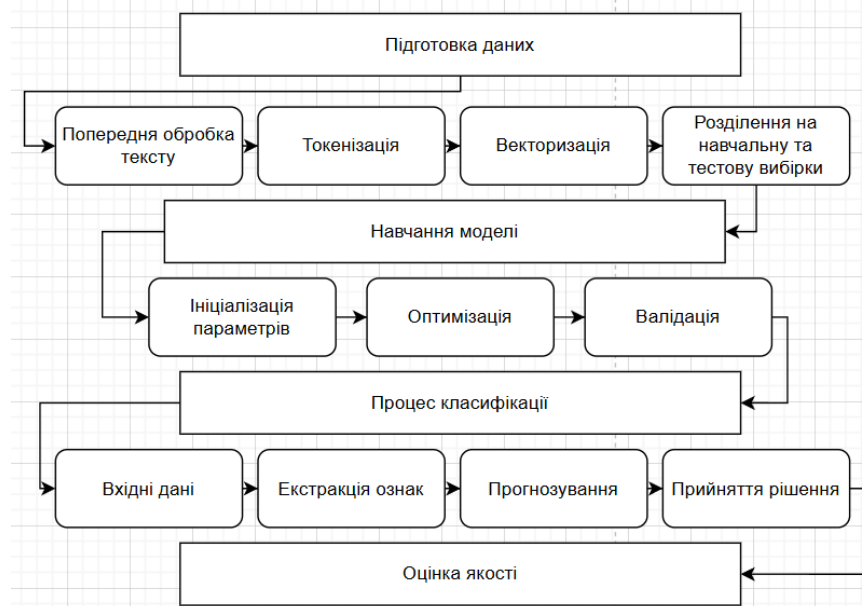 Підготовка даних
Попередня обробка
тексту
Токенізація
Векторизація
Розділення на
навчальну та
тестову вибірки
Навчання моделі
Ініціалізація
параметрів
Оптимізація
Валідація
Процес класифікації
Вхідні дані
Екстракція ознак
Прогнозування
Прийняття рішення
Оцінка якості